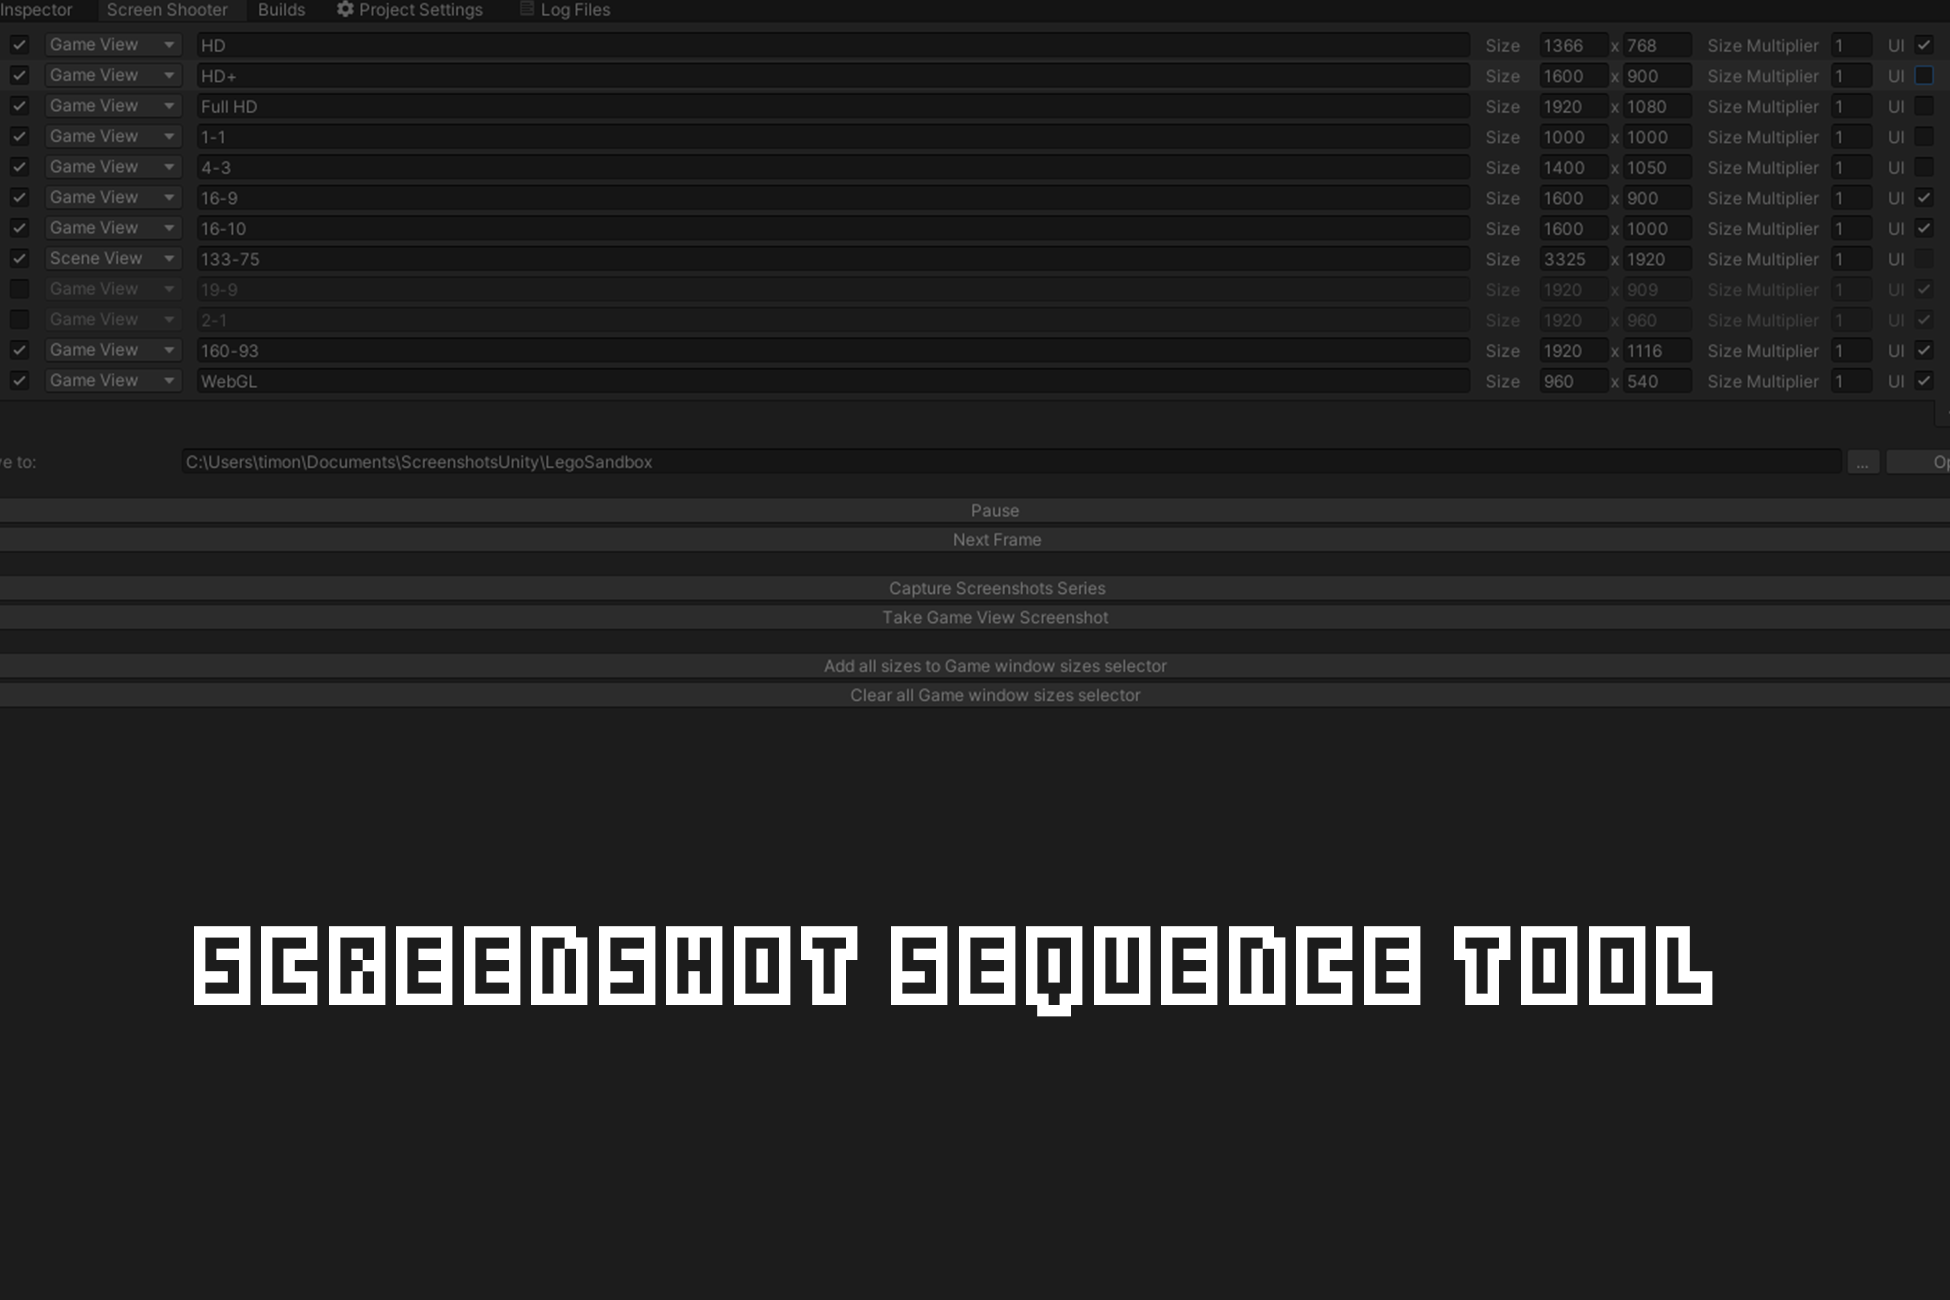 Inspector Screen Shooter Builds Project Settings Log Files
Game View HD Size 1366 x 768 Size Multiplier 1 UI
Game View HD+ Size 1600 x 900 Size Multiplier 1 UI
Game View Full HD Size 1920 x 1080 Size Multiplier 1 UI
Game View 1-1 Size 1000 x 1000 Size Multiplier 1 UI
Game View 4-3 Size 1400 x 1050 Size Multiplier 1 UI
Game View 16-9 Size 1600 x 900 Size Multiplier 1 UI
Game View 16-10 Size 1600 x 1000 Size Multiplier 1 UI
Scene View 133-75 Size 3325 x 1920 Size Multiplier 1 UI
Game View 19-9 Size 1920 x 909 Size Multiplier 1 UI
Game View 2-1 Size 1920 x 960 Size Multiplier 1 UI
Game View 160-93 Size 1920 x 1116 Size Multiplier 1 UI
Game View WebGL Size 960 x 540 Size Multiplier 1 UI
ve to: C:\Users\timon\Documents\ScreenshotsUnity\LegoSandbox ... Op
Pause
Next Frame
Capture Screenshots Series
Take Game View Screenshot
Add all sizes to Game window sizes selector
Clear all Game window sizes selector
SCREENSHOT SEQUENCE TOOL